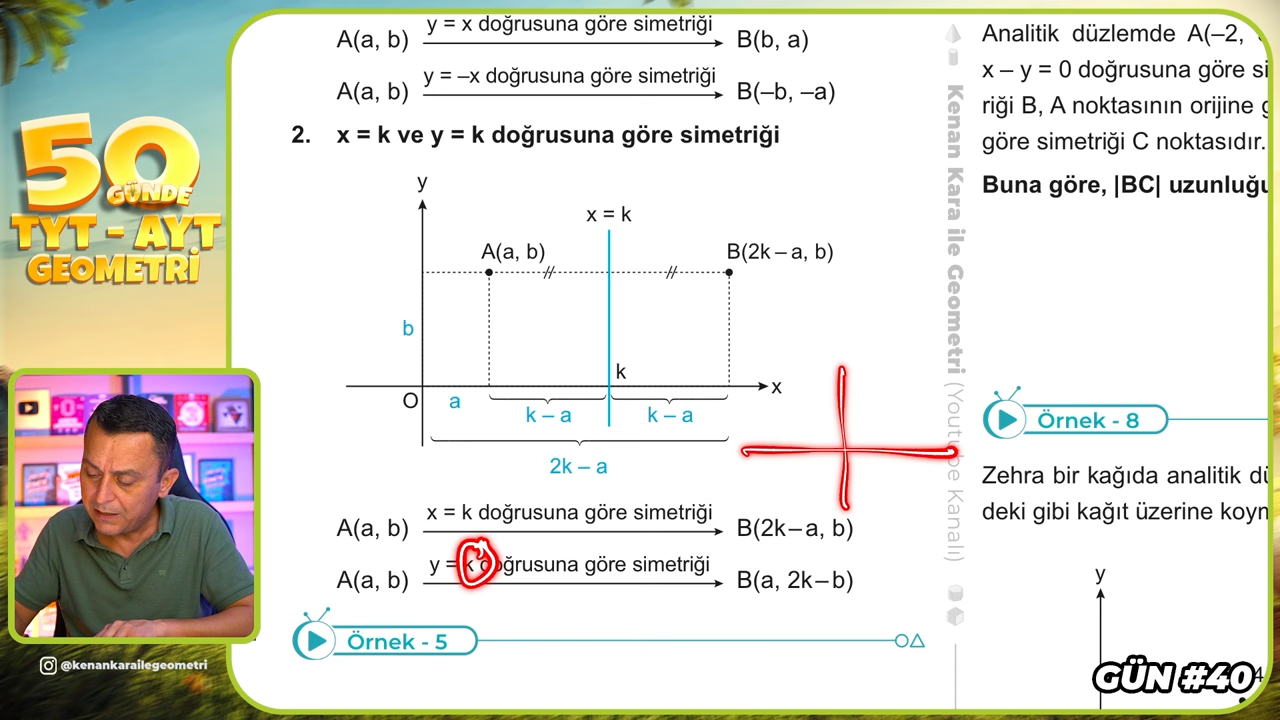 50
GÜNDE
TYT - AYT
GEOMETRİ
@kenankarailegeometri
A(a, b) y = x doğrusuna göre simetriği B(b, a)
A(a, b) y = –x doğrusuna göre simetriği B(–b, –a)
2. x = k ve y = k doğrusuna göre simetriği
y
x = k
A(a, b) B(2k – a, b)
b
k
O a x
k – a k – a
2k – a
A(a, b) x = k doğrusuna göre simetriği B(2k – a, b)
A(a, b) y = k doğrusuna göre simetriği B(a, 2k – b)
Örnek - 5
Kenan Kara ile Geometri (Youtube Kanalı)
Analitik düzlemde A(–2,
x – y = 0 doğrusuna göre si
riği B, A noktasının orijine
göre simetriği C noktasıdır.
Buna göre, |BC| uzunluğu
Örnek - 8
Zehra bir kağıda analitik dü
deki gibi kağıt üzerine koy
y
4
GÜN #40